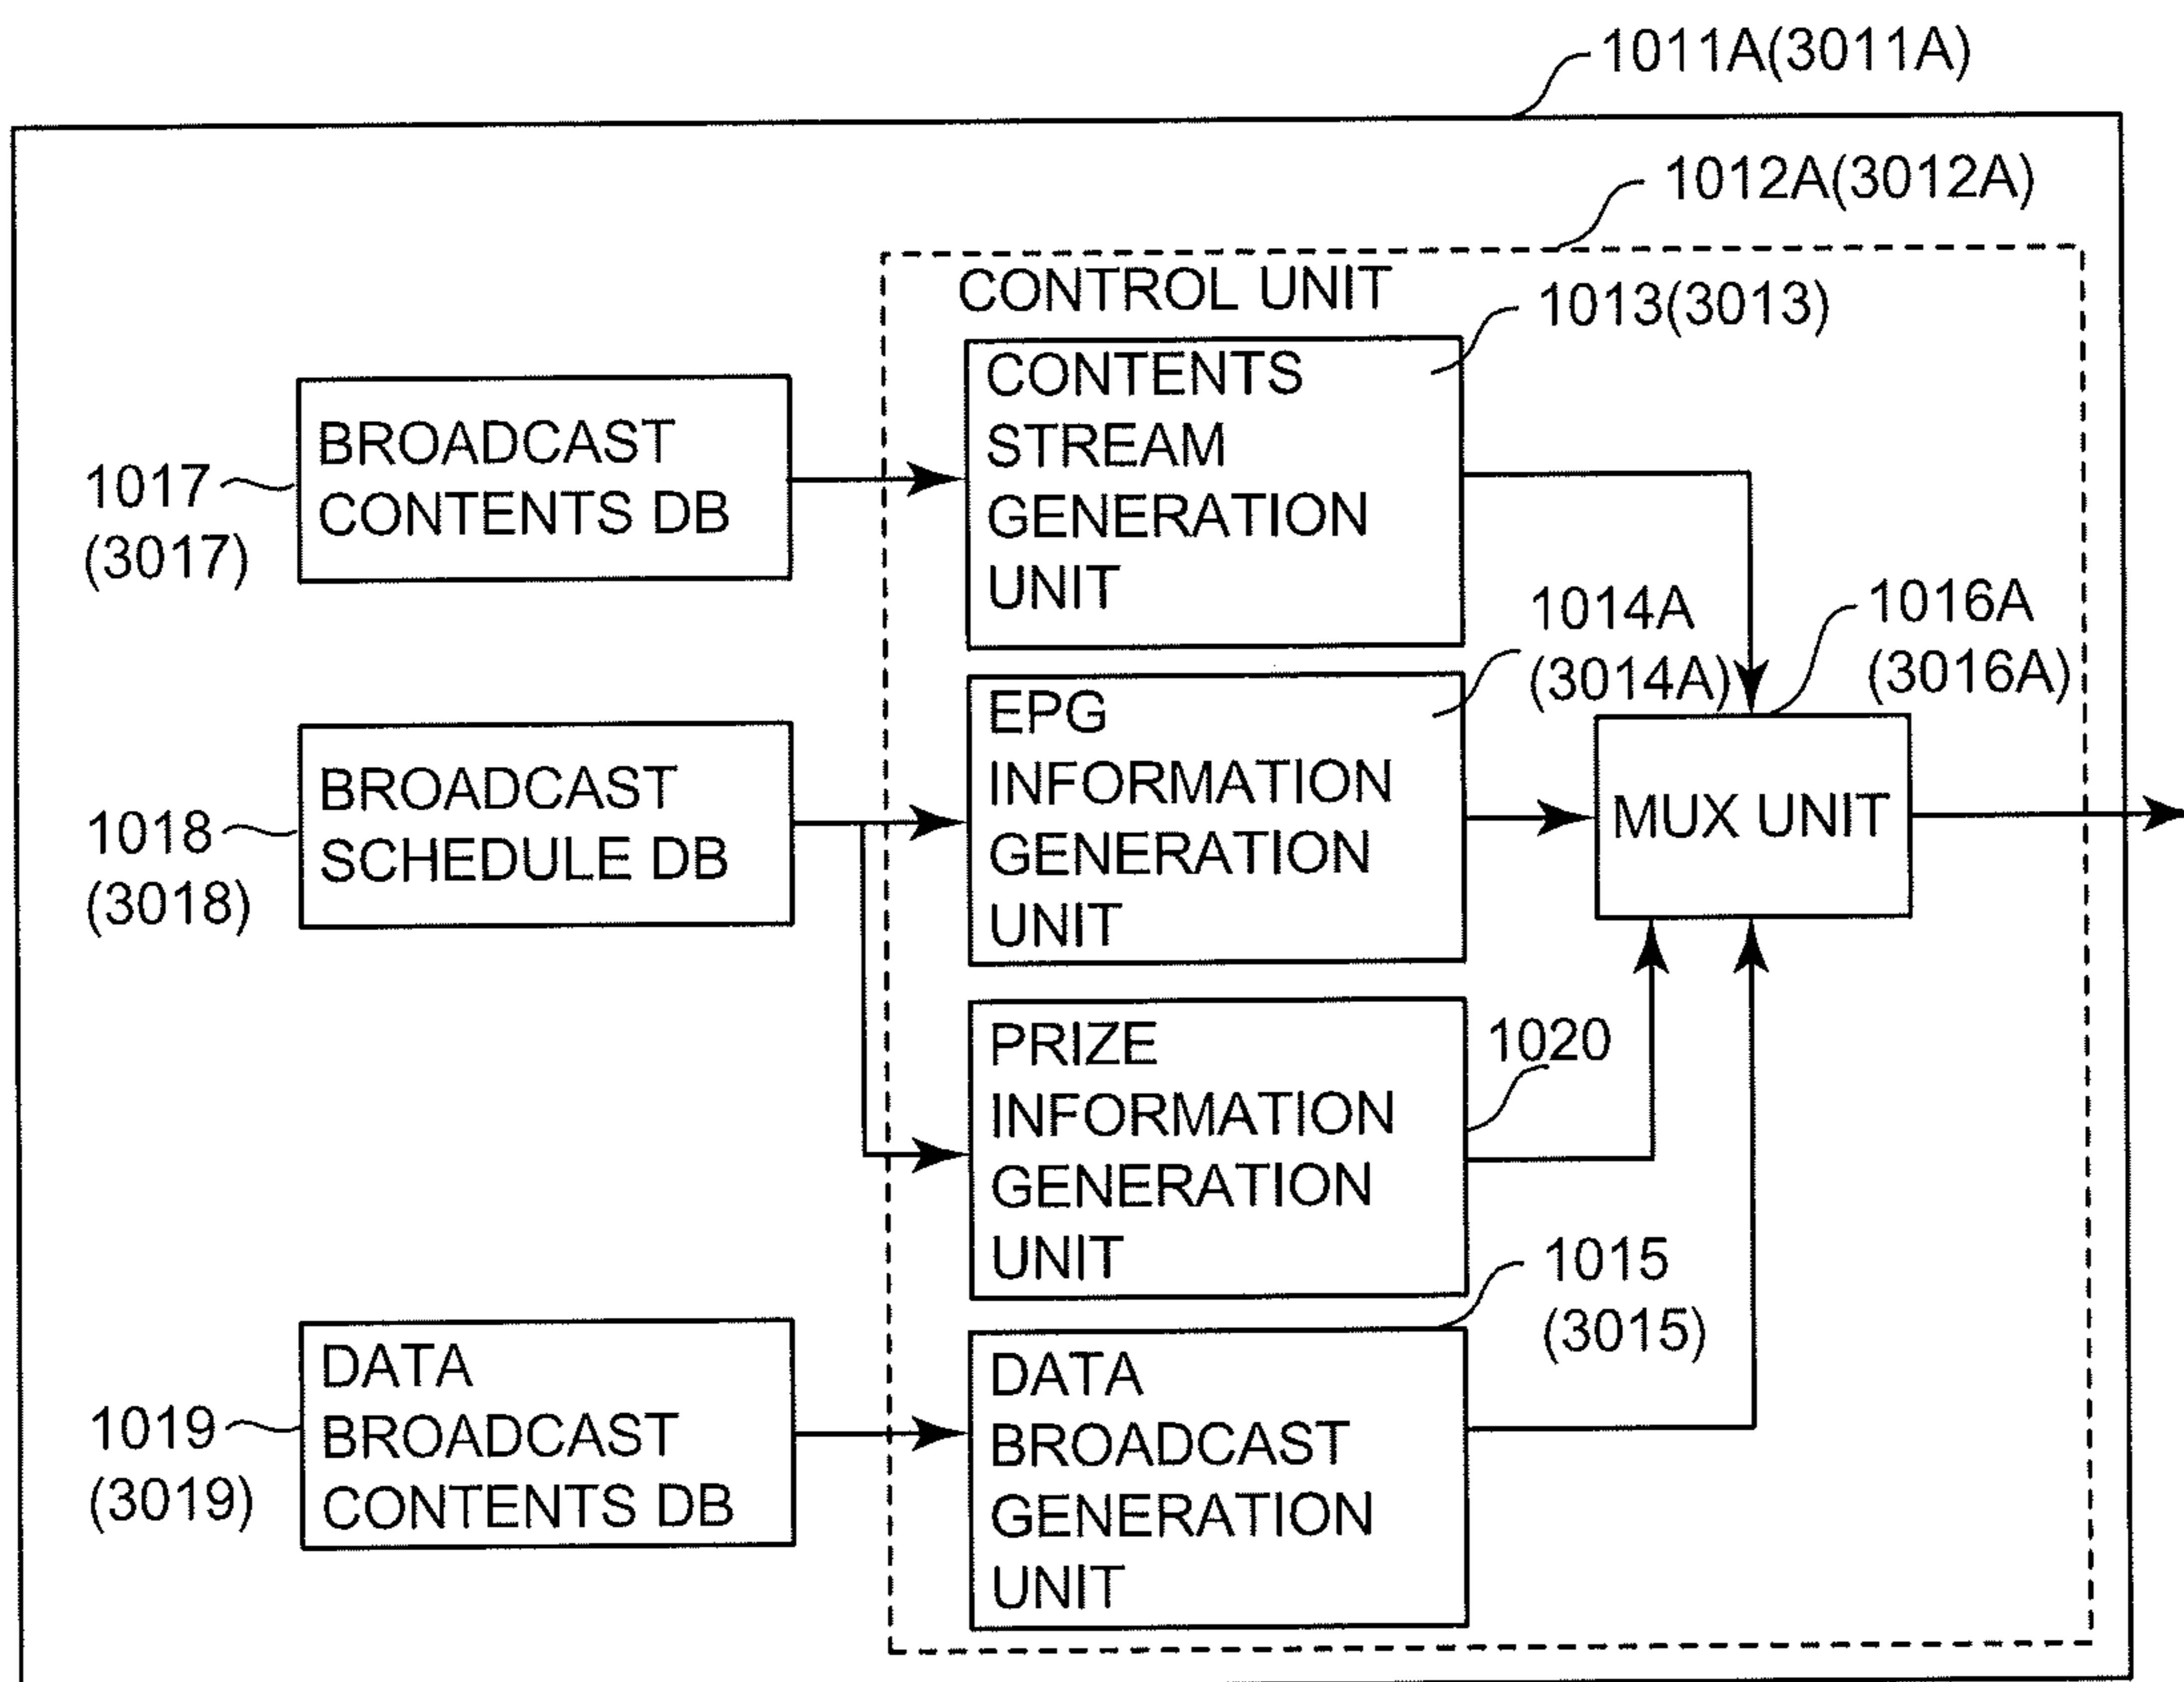 1011A(3011A)
1012A(3012A)
CONTROL UNIT
1013(3013)
CONTENTS
STREAM
GENERATION
UNIT
BROADCAST
CONTENTS DB
1017
(3017)
1014A
(3014A)
1016A
(3016A)
EPG
INFORMATION
GENERATION
UNIT
MUX UNIT
BROADCAST
SCHEDULE DB
1018
(3018)
PRIZE
INFORMATION
GENERATION
UNIT
1020
1015
(3015)
DATA
BROADCAST
CONTENTS DB
1019
(3019)
DATA
BROADCAST
GENERATION
UNIT